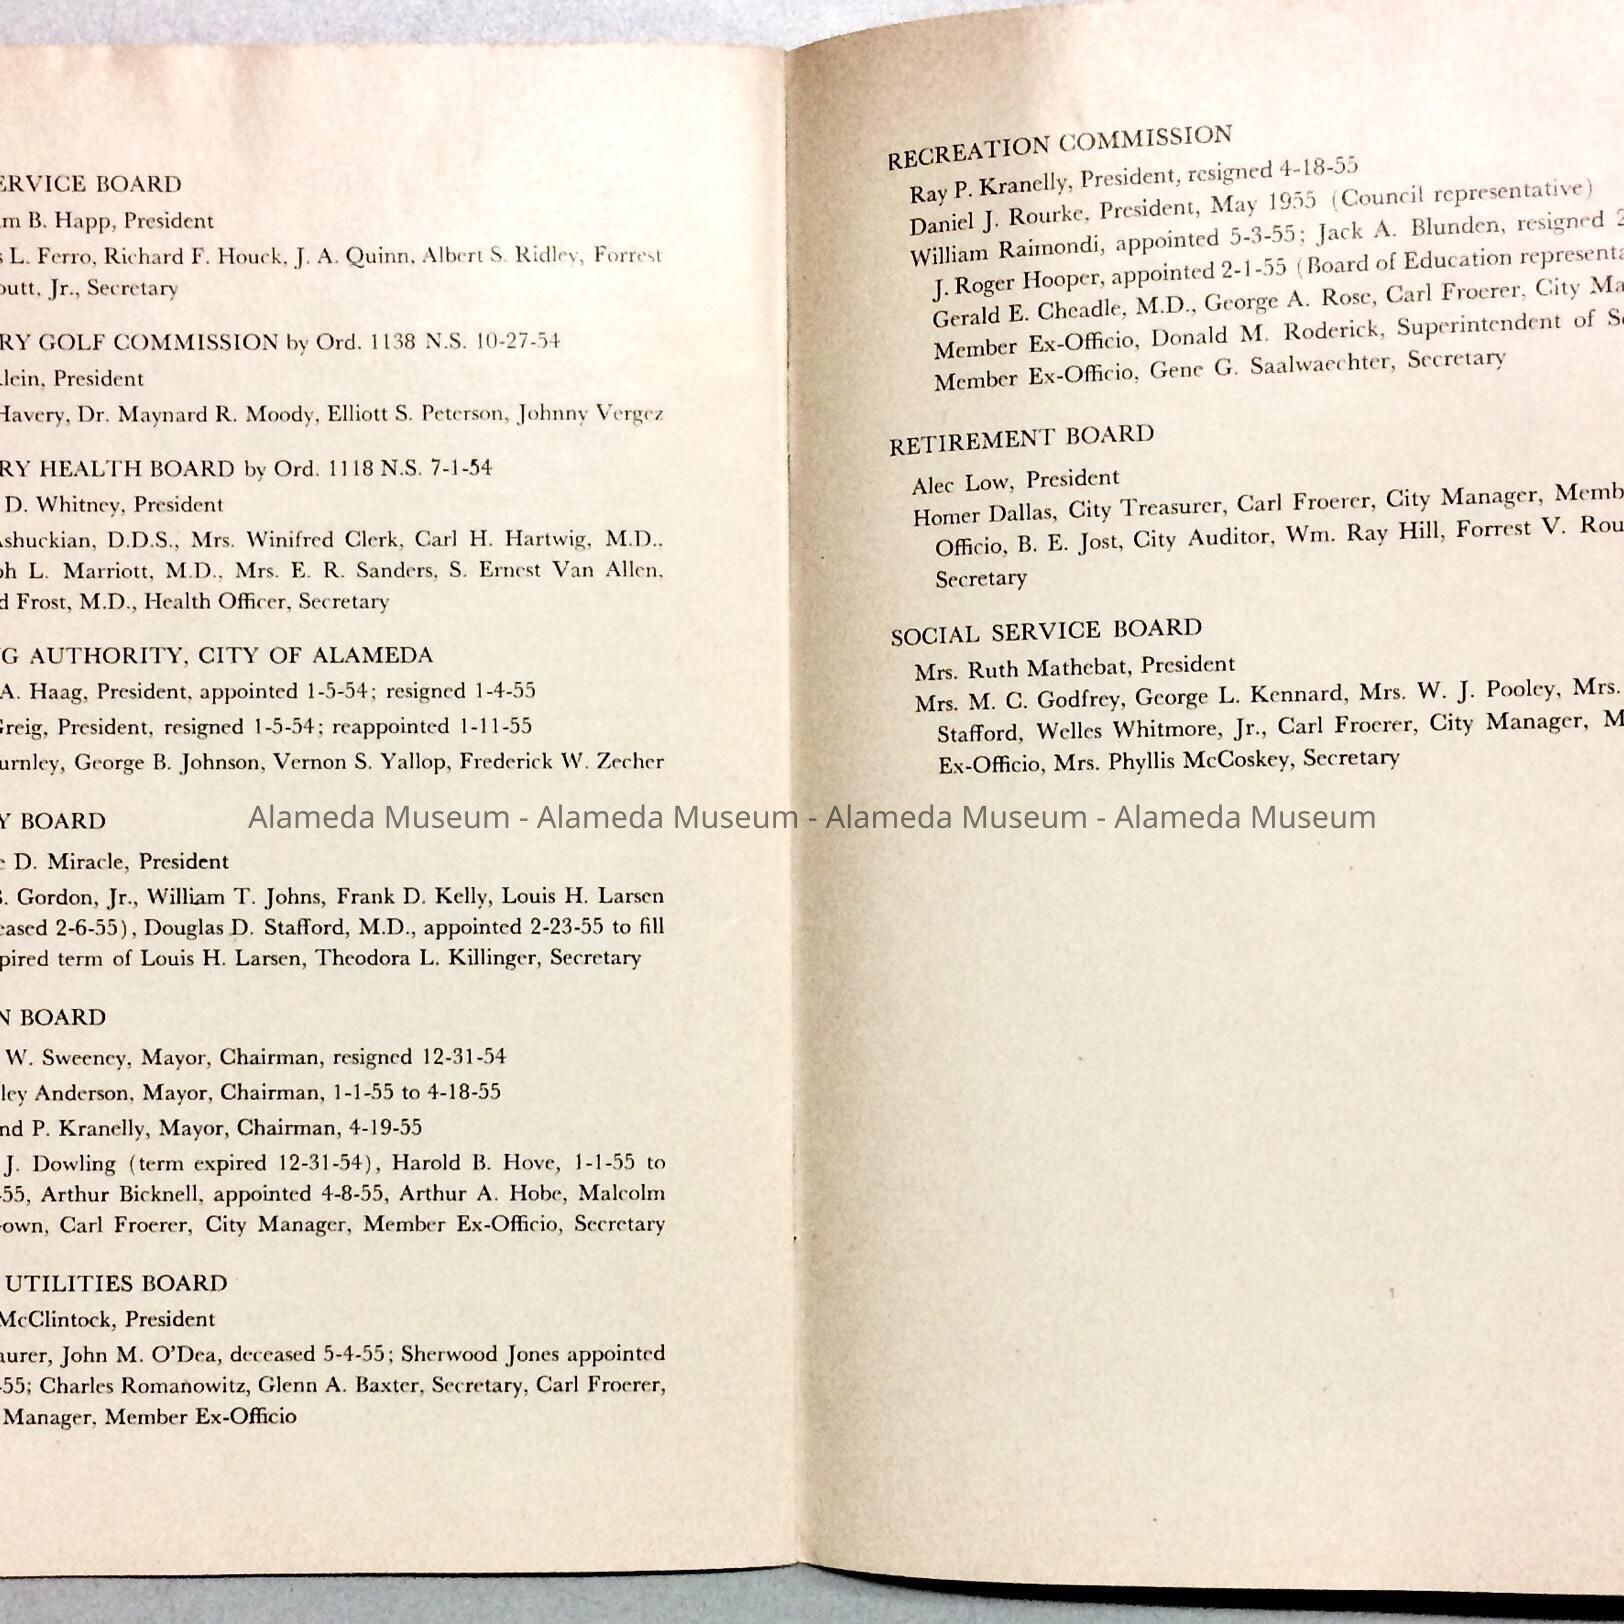 ERVICE BOARD
am B. Happ, President
s L. Ferro, Richard F. Houck, J. A. Quinn, Albert S. Ridley, Forrest
outt, Jr., Secretary
RY GOLF COMMISSION by Ord. 1138 N.S. 10-27-54
Klein, President
Havery, Dr. Maynard R. Moody, Elliott S. Peterson, Johnny Vergez
RY HEALTH BOARD by Ord. 1118 N.S. 7-1-54
D. Whitney, President
Ashuckian, D.D.S., Mrs. Winifred Clerk, Carl H. Hartwig, M.D.,
ph L. Marriott, M.D., Mrs. E. R. Sanders, S. Ernest Van Allen,
d Frost, M.D., Health Officer, Secretary
G AUTHORITY, CITY OF ALAMEDA
A. Haag, President, appointed 1-5-54; resigned 1-4-55
Greig, President, resigned 1-5-54; reappointed 1-11-55
urnley, George B. Johnson, Vernon S. Yallop, Frederick W. Zecher
Y BOARD
e D. Miracle, President
S. Gordon, Jr., William T. Johns, Frank D. Kelly, Louis H. Larsen
eased 2-6-55), Douglas D. Stafford, M.D., appointed 2-23-55 to fill
pired term of Louis H. Larsen, Theodora L. Killinger, Secretary
N BOARD
W. Sweeney, Mayor, Chairman, resigned 12-31-54
ley Anderson, Mayor, Chairman, 1-1-55 to 4-18-55
nd P. Kranelly, Mayor, Chairman, 4-19-55
J. Dowling (term expired 12-31-54), Harold B. Hove, 1-1-55 to
-55, Arthur Bicknell, appointed 4-8-55, Arthur A. Hobe, Malcolm
own, Carl Froerer, City Manager, Member Ex-Officio, Secretary
UTILITIES BOARD
McClintock, President
aurer, John M. O'Dea, deceased 5-4-55; Sherwood Jones appointed
-55; Charles Romanowitz, Glenn A. Baxter, Secretary, Carl Froerer,
Manager, Member Ex-Officio
RECREATION COMMISSION
Ray P. Kranelly, President, resigned 4-18-55
Daniel J. Rourke, President, May 1955 (Council representative)
William Raimondi, appointed 5-3-55; Jack A. Blunden, resigned 2
J. Roger Hooper, appointed 2-1-55 (Board of Education representa
Gerald E. Cheadle, M.D., George A. Rose, Carl Froerer, City Ma
Member Ex-Officio, Donald M. Roderick, Superintendent of Sc
Member Ex-Officio, Gene G. Saalwaechter, Secretary
RETIREMENT BOARD
Alec Low, President
Homer Dallas, City Treasurer, Carl Froerer, City Manager, Memb
Officio, B. E. Jost, City Auditor, Wm. Ray Hill, Forrest V. Rou
Secretary
SOCIAL SERVICE BOARD
Mrs. Ruth Mathebat, President
Mrs. M. C. Godfrey, George L. Kennard, Mrs. W. J. Pooley, Mrs.
Stafford, Welles Whitmore, Jr., Carl Froerer, City Manager, M
Ex-Officio, Mrs. Phyllis McCoskey, Secretary
Alameda Museum - Alameda Museum - Alameda Museum - Alameda Museum